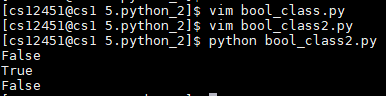 [cs12451@cs1 5.python_2]$ vim bool_class.py
[cs12451@cs1 5.python_2]$ vim bool_class2.py
[cs12451@cs1 5.python_2]$ python bool_class2.py
False
True
False